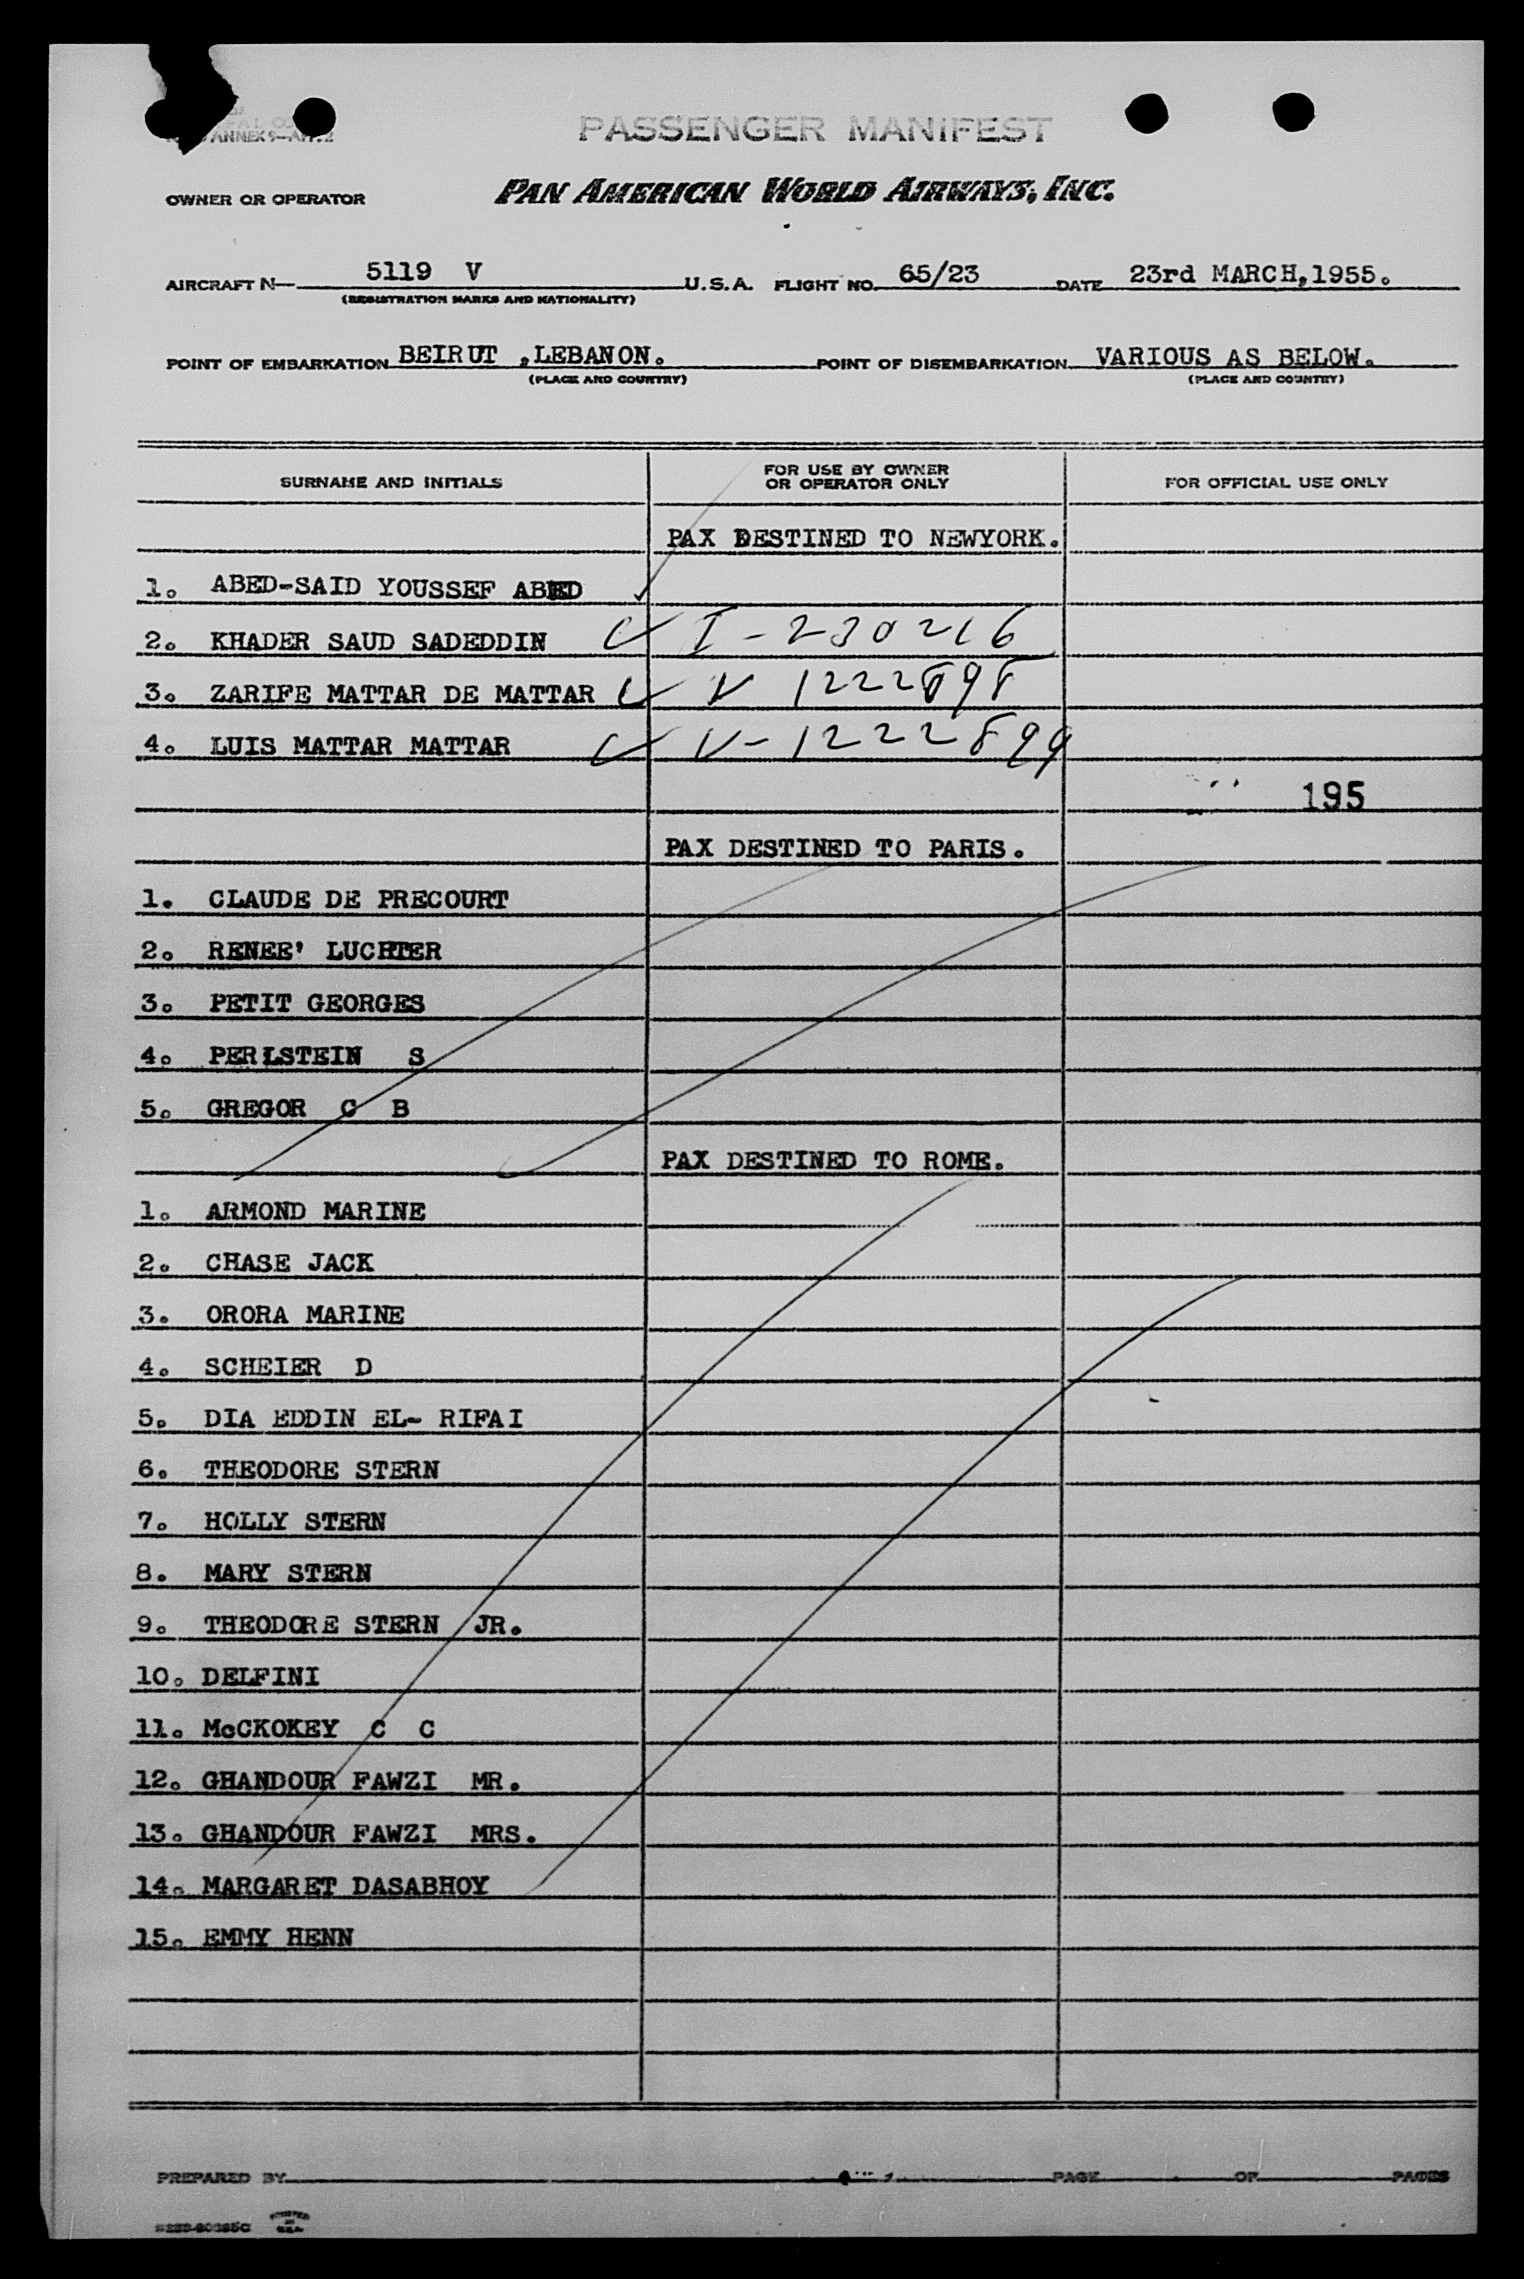 ANNEX 9—
PASSENGER MANIFEST
OWNER OR OPERATOR PAN AMERICAN WORLD AIRWAYS, INC.
AIRCRAFT N— 5119 V U.S.A. FLIGHT NO. 65/23 DATE 23rd MARCH,1955.
(REGISTRATION MARKS AND NATIONALITY)
POINT OF EMBARKATION BEIRUT ,LEBANON. POINT OF DISEMBARKATION VARIOUS AS BELOW.
(PLACE AND COUNTRY) (PLACE AND COUNTRY)
SURNAME AND INITIALS FOR USE BY OWNER OR OPERATOR ONLY FOR OFFICIAL USE ONLY
PAX DESTINED TO NEWYORK.
1. ABED-SAID YOUSSEF ABED
2. KHADER SAUD SADEDDIN I-230216
3. ZARIFE MATTAR DE MATTAR V 1222898
4. LUIS MATTAR MATTAR V-1222899
195
PAX DESTINED TO PARIS.
1. CLAUDE DE PRECOURT
2. RENEE' LUCHTER
3. PETIT GEORGES
4. PERLSTEIN S
5. GREGOR C B
PAX DESTINED TO ROME.
1. ARMOND MARINE
2. CHASE JACK
3. ORORA MARINE
4. SCHEIER D
5. DIA EDDIN EL- RIFAI
6. THEODORE STERN
7. HOLLY STERN
8. MARY STERN
9. THEODORE STERN JR.
10. DELFINI
11. McCKOKEY C C
12. GHANDOUR FAWZI MR.
13. GHANDOUR FAWZI MRS.
14. MARGARET DASABHOY
15. EMMY HENN
PREPARED BY PAGE OF PAGES